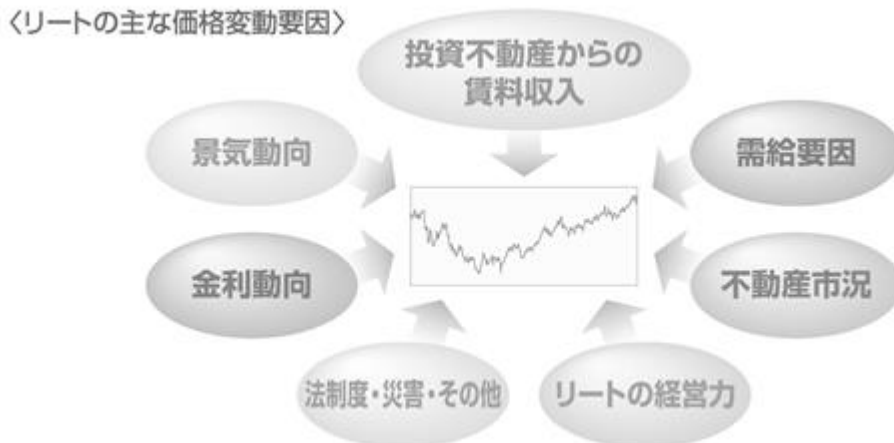 〈リートの主な価格変動要因〉
投資不動産からの
賃料収入
景気動向
需給要因
金利動向
不動産市況
法制度・災害・その他
リートの経営力